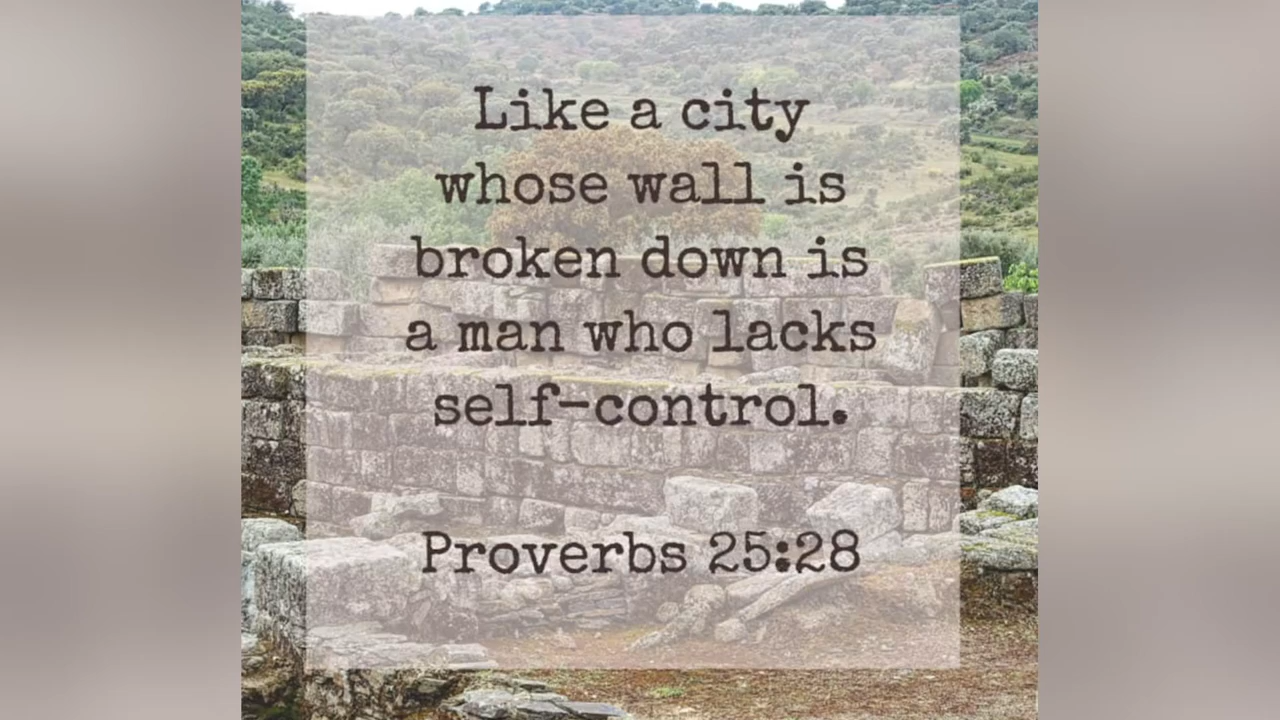 Like a city
whose wall is
broken down is
a man who lacks
self-control.
Proverbs 25:28